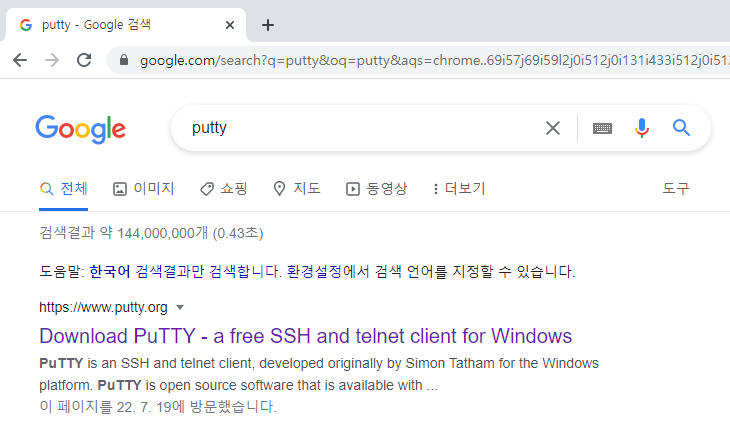 putty - Google 검색
google.com/search?q=putty&oq=putty&aqs=chrome..69i57j69i59l2j0i512j0i131i433i512j0i512
Google
putty
전체 이미지 쇼핑 지도 동영상 더보기 도구
검색결과 약 144,000,000개 (0.43초)
도움말: 한국어 검색결과만 검색합니다. 환경설정에서 검색 언어를 지정할 수 있습니다.
https://www.putty.org
Download PuTTY - a free SSH and telnet client for Windows
PuTTY is an SSH and telnet client, developed originally by Simon Tatham for the Windows
platform. PuTTY is open source software that is available with ...
이 페이지를 22. 7. 19에 방문했습니다.